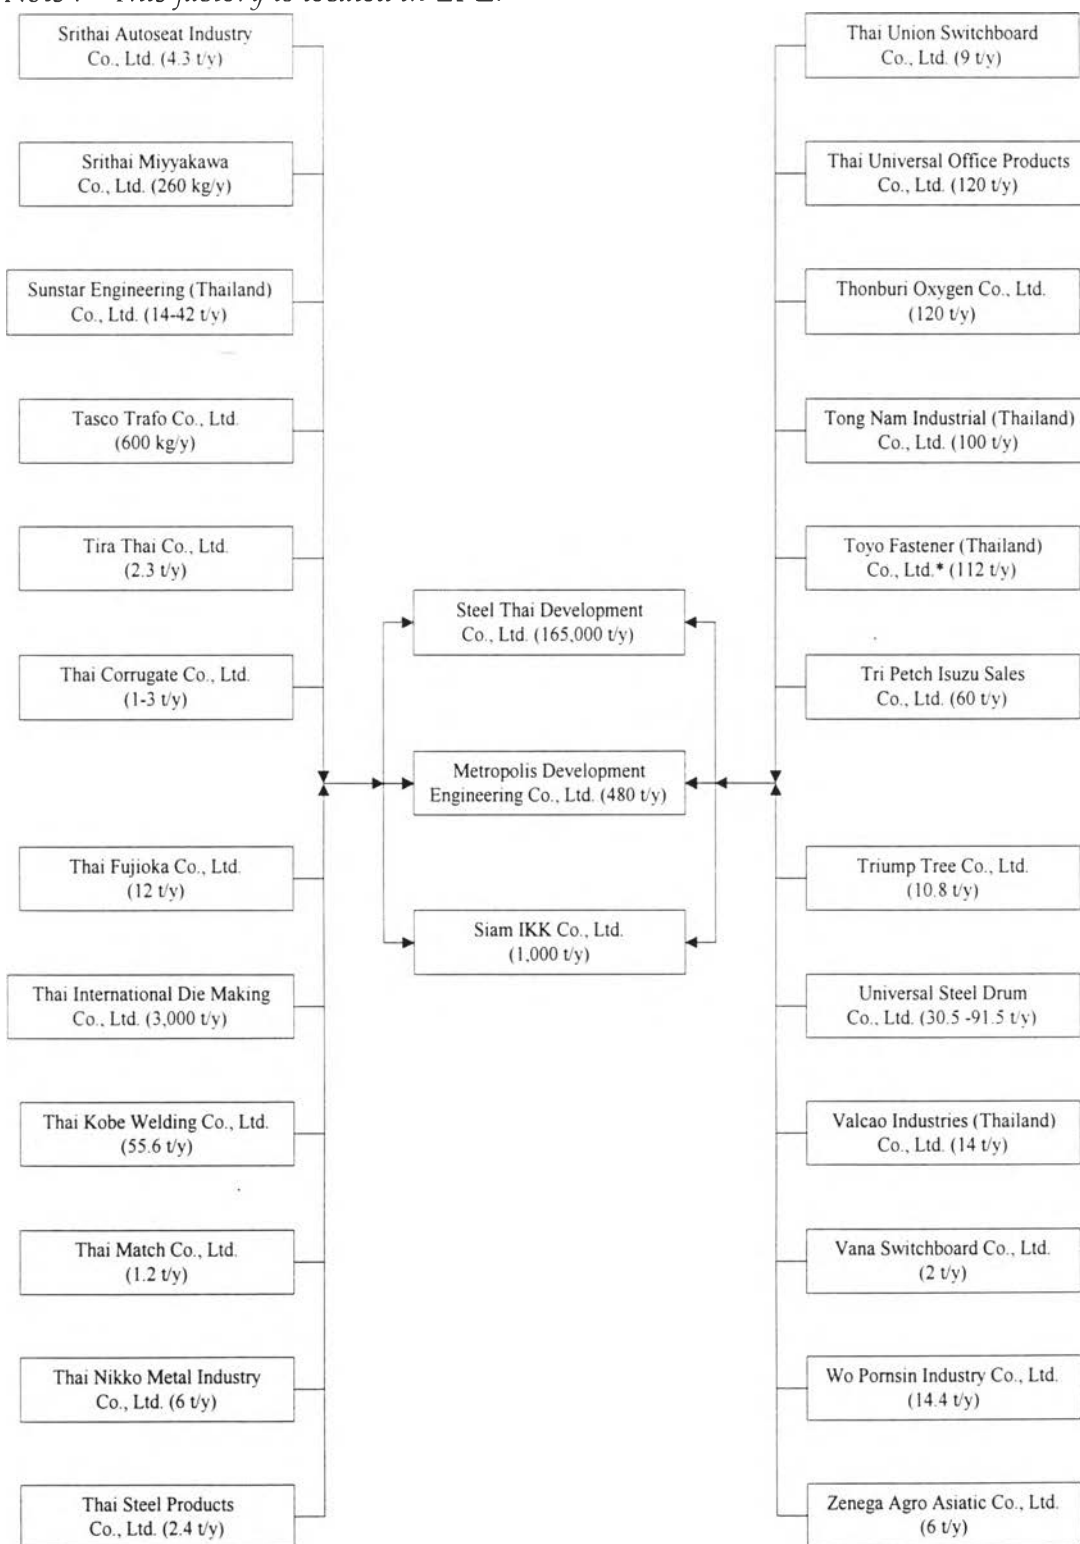 Srithai Autoseat Industry
Co., Ltd. (4.3 t/y)
Srithai Miyyakawa
Co., Ltd. (260 kg/y)
Sunstar Engineering (Thailand)
Co., Ltd. (14-42 t/y)
Tasco Trafo Co., Ltd.
(600 kg/y)
Tira Thai Co., Ltd.
(2.3 t/y)
Thai Corrugate Co., Ltd.
(1-3 t/y)
Thai Fujioka Co., Ltd.
(12 t/y)
Thai International Die Making
Co., Ltd. (3,000 t/y)
Thai Kobe Welding Co., Ltd.
(55.6 t/y)
Thai Match Co., Ltd.
(1.2 t/y)
Thai Nikko Metal Industry
Co., Ltd. (6 t/y)
Thai Steel Products
Co., Ltd. (2.4 t/y)
Steel Thai Development
Co., Ltd. (165,000 t/y)
Metropolis Development
Engineering Co., Ltd. (480 t/y)
Siam IKK Co., Ltd.
(1,000 t/y)
Thai Union Switchboard
Co., Ltd. (9 t/y)
Thai Universal Office Products
Co., Ltd. (120 t/y)
Thonburi Oxygen Co., Ltd.
(120 t/y)
Tong Nam Industrial (Thailand)
Co., Ltd. (100 t/y)
Toyo Fastener (Thailand)
Co., Ltd.* (112 t/y)
Tri Petch Isuzu Sales
Co., Ltd. (60 t/y)
Triump Tree Co., Ltd.
(10.8 t/y)
Universal Steel Drum
Co., Ltd. (30.5 -91.5 t/y)
Valcao Industries (Thailand)
Co., Ltd. (14 t/y)
Vana Switchboard Co., Ltd.
(2 t/y)
Wo Pornsin Industry Co., Ltd.
(14.4 t/y)
Zenega Agro Asiatic Co., Ltd.
(6 t/y)